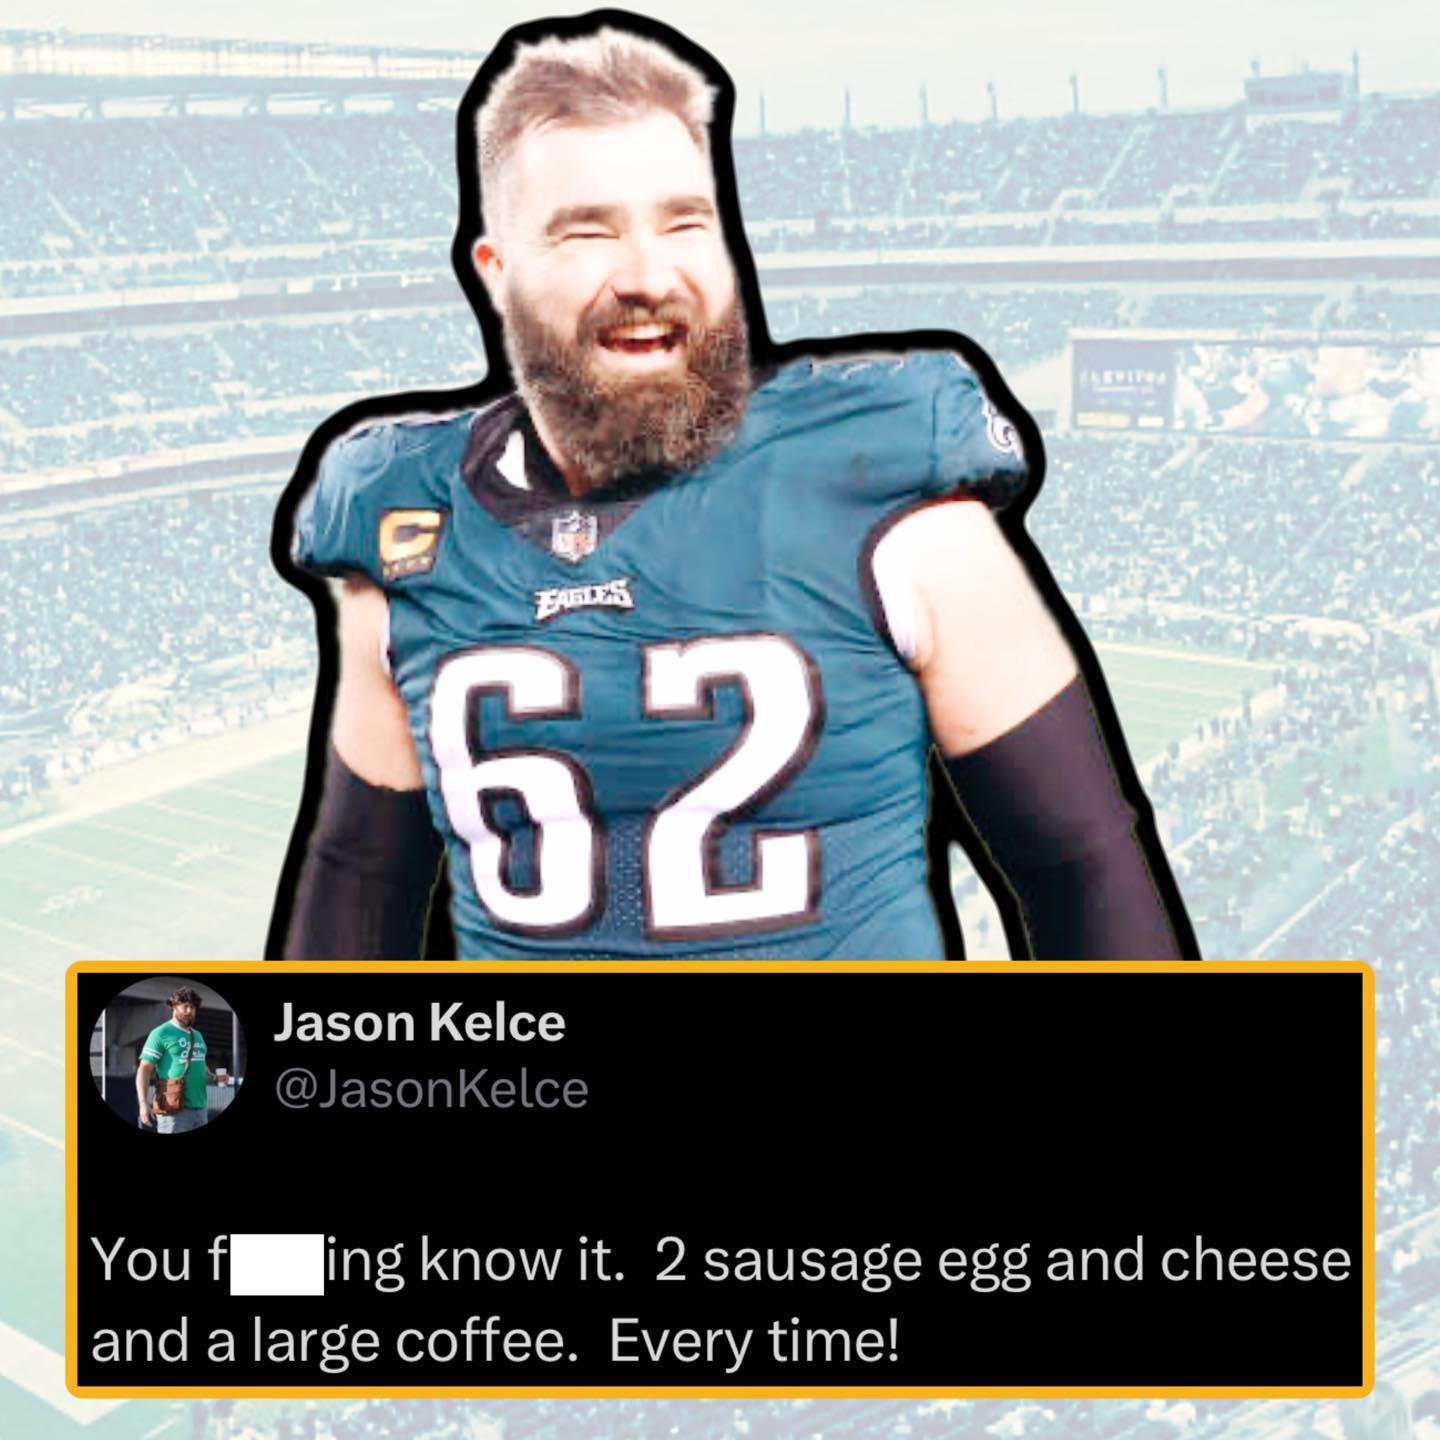 C
NFL
EAGLES
62
Jason Kelce
@JasonKelce
You f ing know it.  2 sausage egg and cheese
and a large coffee.  Every time!